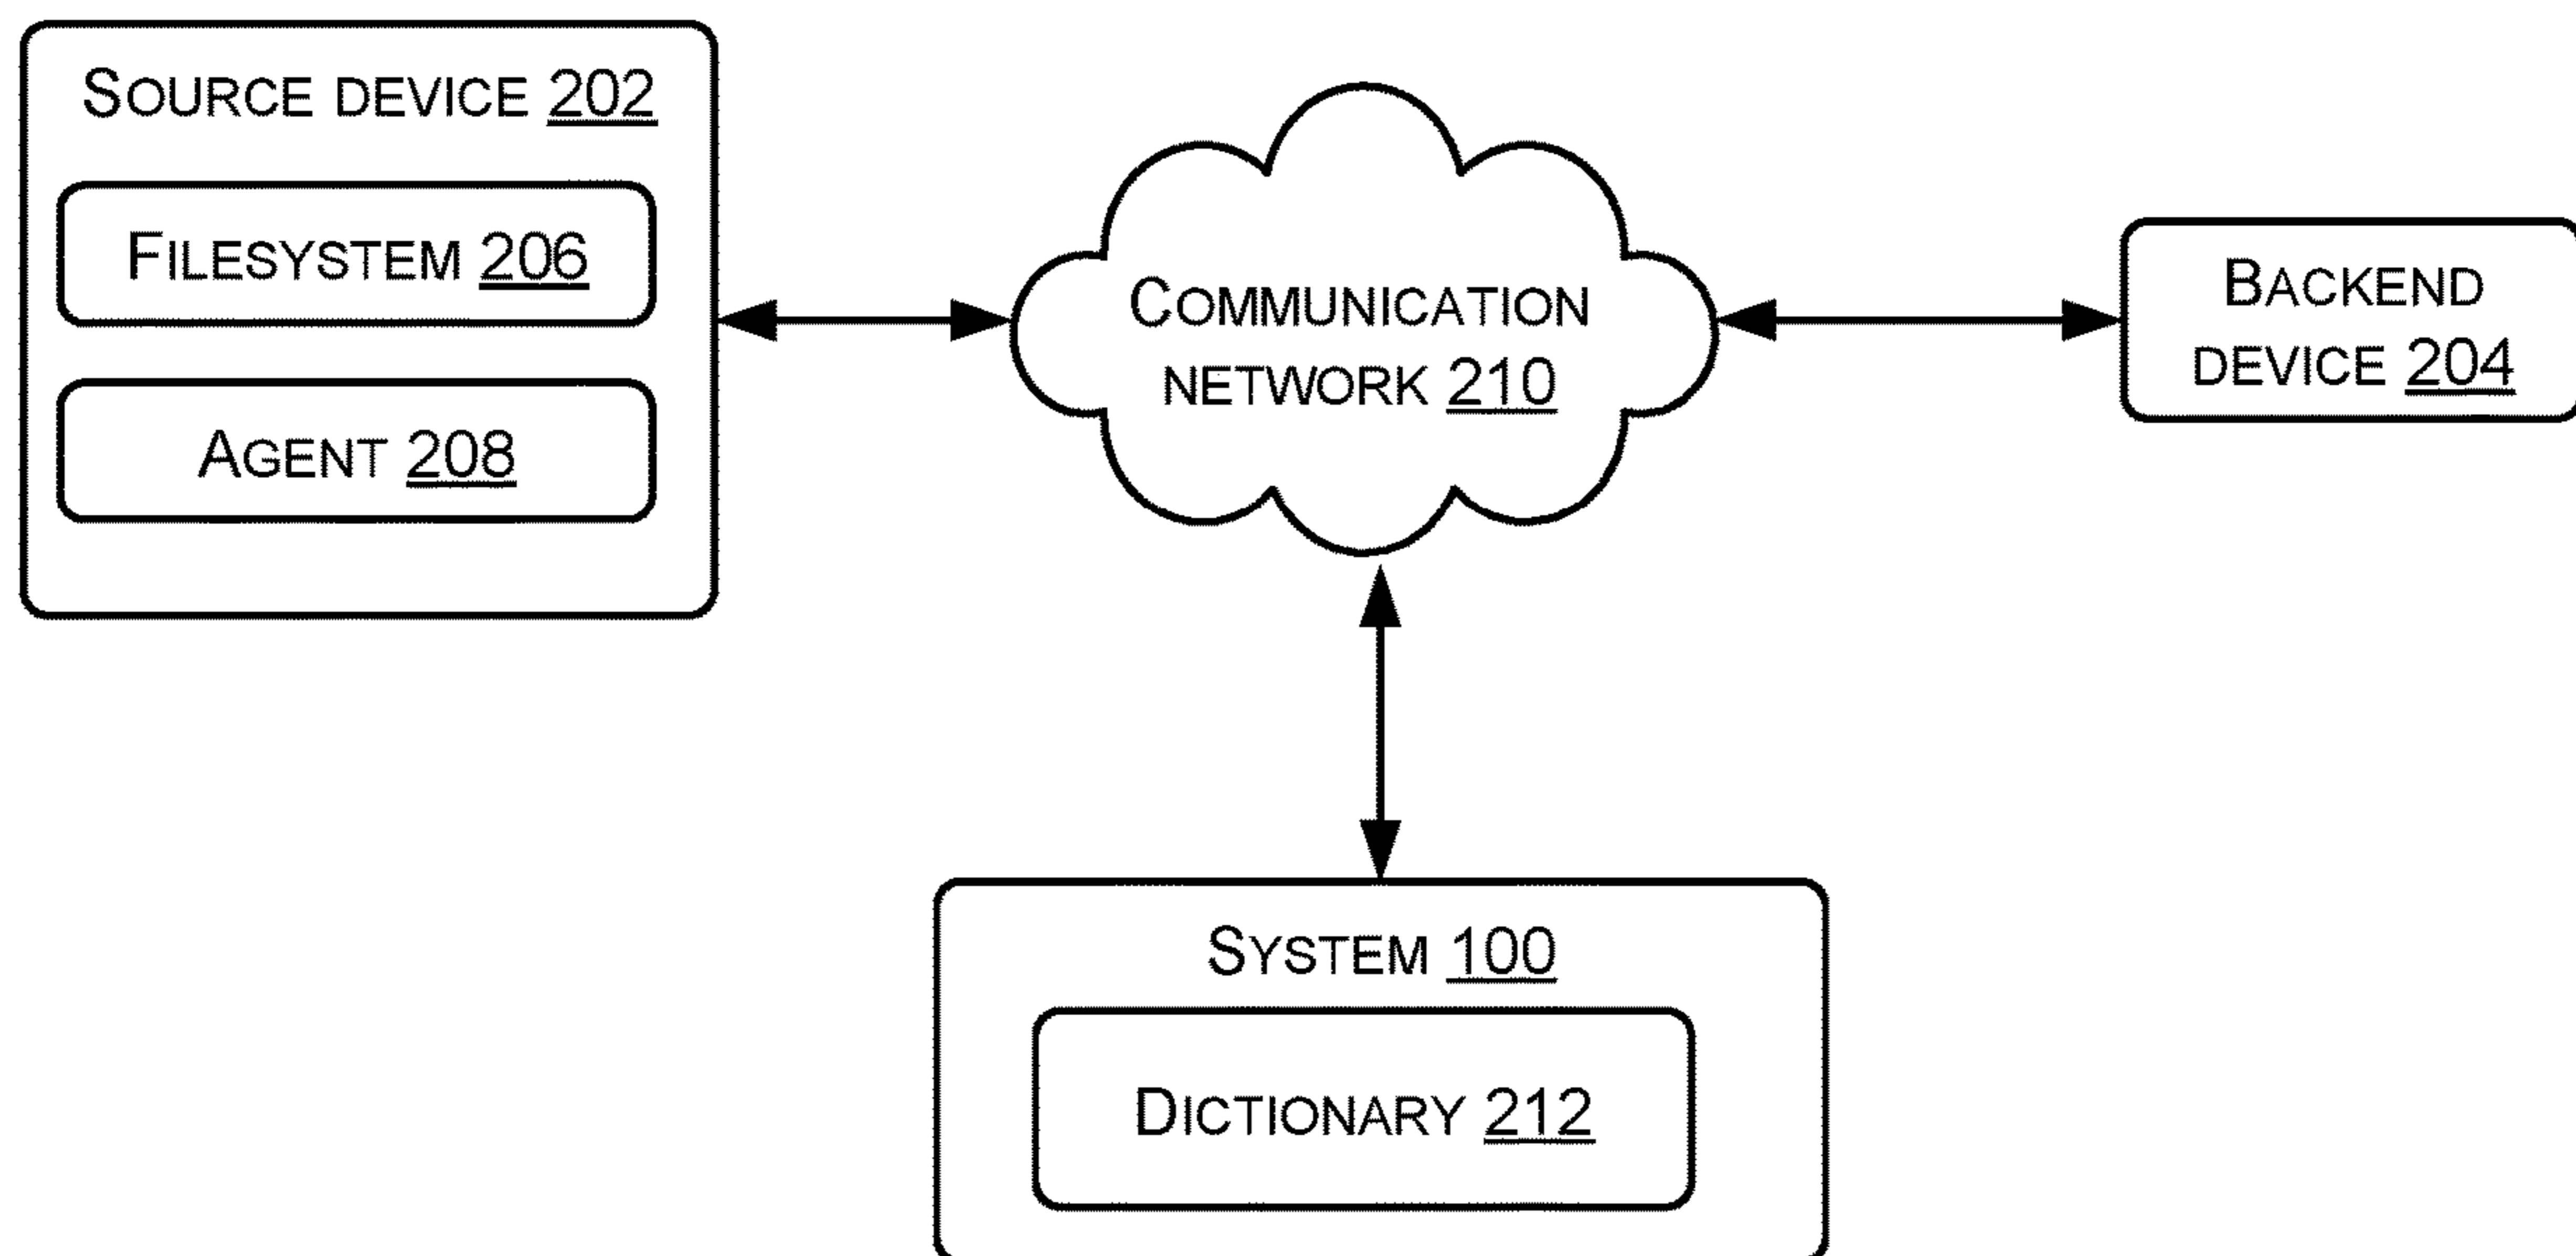 SOURCE DEVICE 202
FILESYSTEM 206
AGENT 208
COMMUNICATION
NETWORK 210
BACKEND
DEVICE 204
SYSTEM 100
DICTIONARY 212